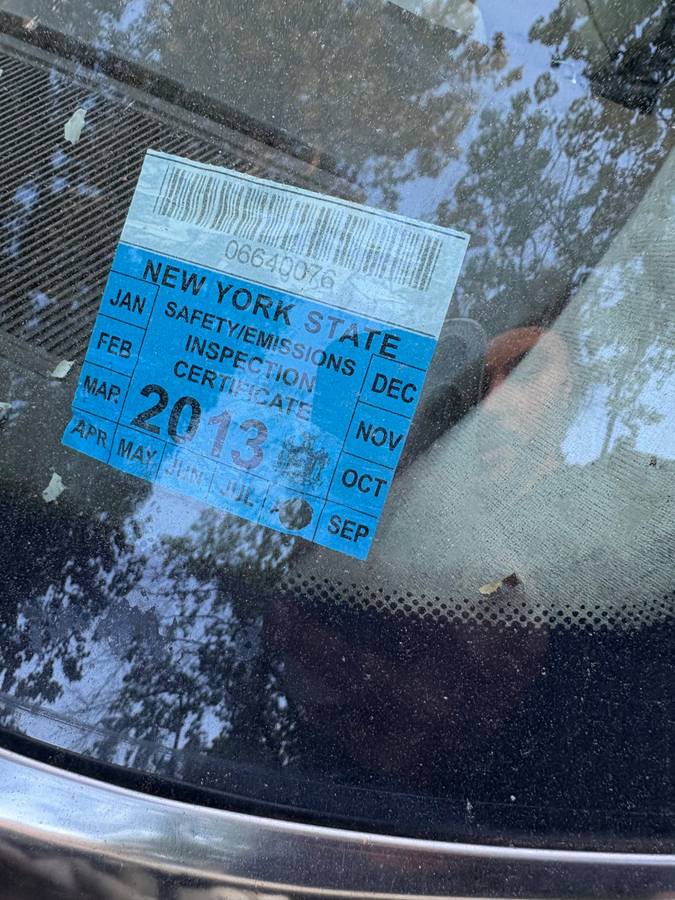 06640076
NEW YORK STATE
SAFETY/EMISSIONS
INSPECTION
CERTIFICATE
2013
JAN
FEB
MAR
APR
MAY
JUN
JUL
SEP
OCT
NOV
DEC